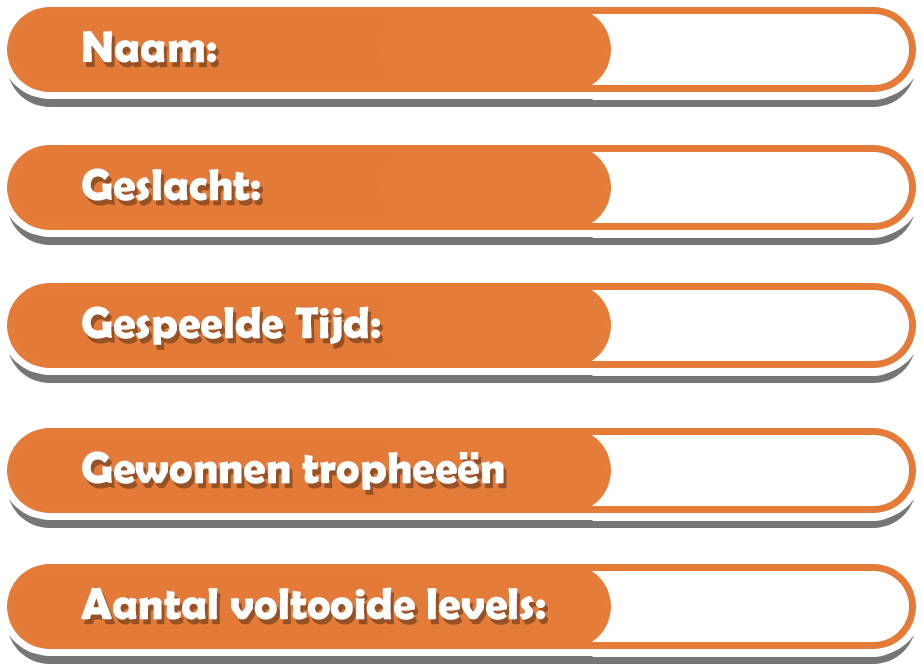 Naam:
Geslacht:
Gespeelde Tijd:
Gewonnen tropheeën
Aantal voltooide levels: